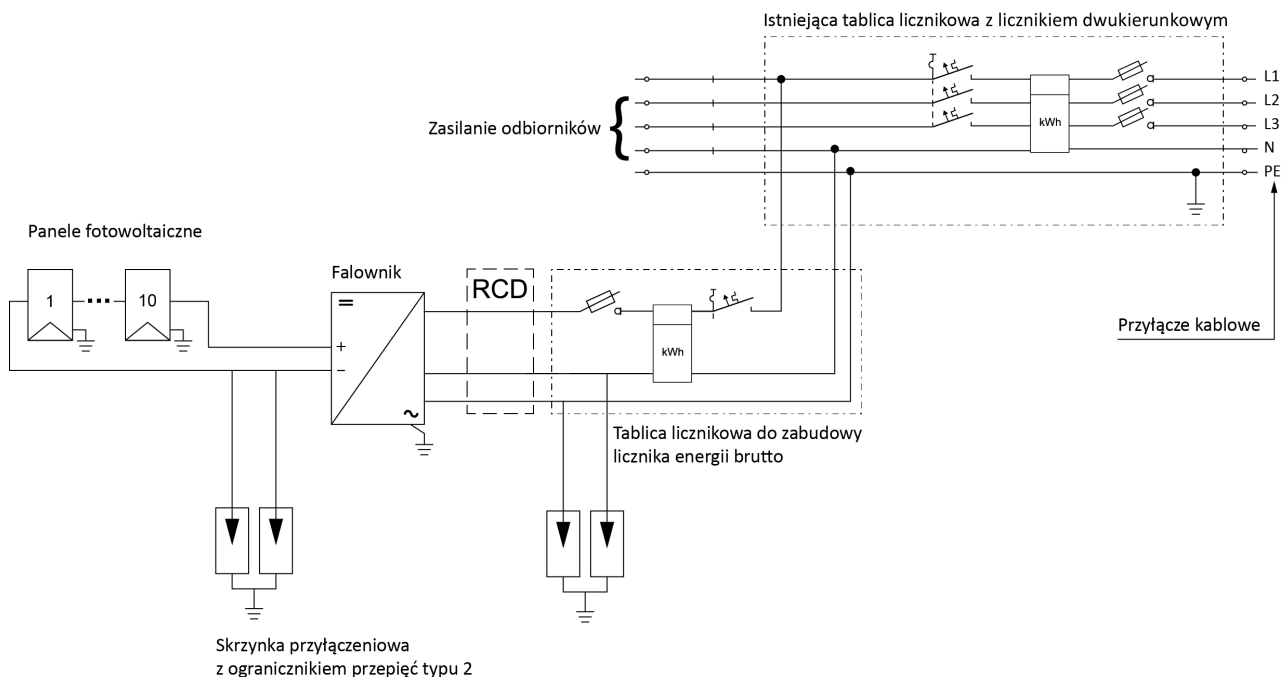 Istniejąca tablica licznikowa z licznikiem dwukierunkowym
L1
L2
L3
N
PE
kWh
Zasilanie odbiorników
Panele fotowoltaiczne
1
10
Falownik
RCD
kWh
Przyłącze kablowe
Tablica licznikowa do zabudowy
licznika energii brutto
Skrzynka przyłączeniowa
z ogranicznikiem przepięć typu 2